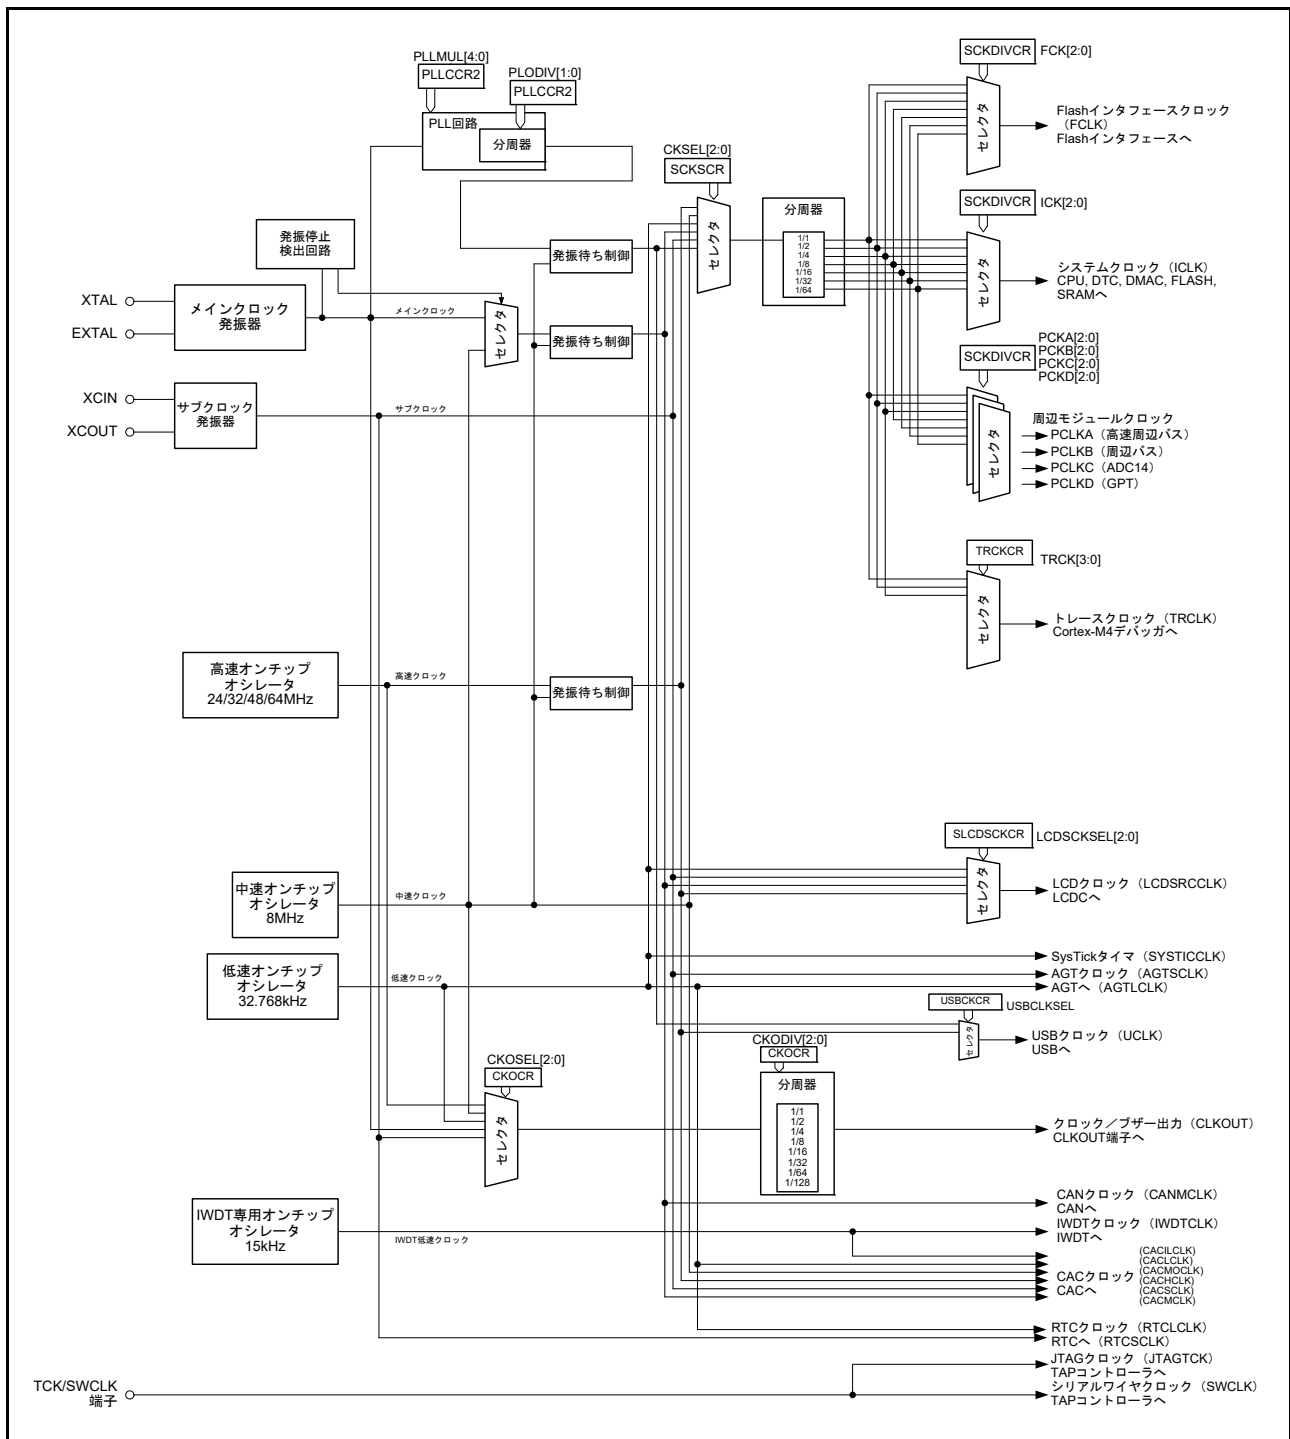 PLLMUL[4:0]
PLLCCR2
PLODIV[1:0]
PLLCCR2
PLL回路
分周器
CKSEL[2:0]
SCKSCR
セレクタ
分周器
1/1
1/2
1/4
1/8
1/16
1/32
1/64
SCKDIVCR
FCK[2:0]
セレクタ
Flashインタフェースクロック
（FCLK）
Flashインタフェースへ
SCKDIVCR
ICK[2:0]
セレクタ
システムクロック（ICLK）
CPU, DTC, DMAC, FLASH,
SRAMへ
発振停止
検出回路
発振待ち制御
XTAL
EXTAL
メインクロック
発振器
メインクロック
セレクタ
発振待ち制御
SCKDIVCR
PCKA[2:0]
PCKB[2:0]
PCKC[2:0]
PCKD[2:0]
セレクタ
周辺モジュールクロック
PCLKA（高速周辺バス）
PCLKB（周辺バス）
PCLKC（ADC14）
PCLKD（GPT）
XCIN
XCOUT
サブクロック
発振器
サブクロック
TRCKCR
TRCK[3:0]
セレクタ
トレースクロック（TRCLK）
Cortex-M4デバッガへ
高速オンチップ
オシレータ
24/32/48/64MHz
高速クロック
発振待ち制御
SLCDSCKCR
LCDSCKSEL[2:0]
セレクタ
LCDクロック（LCDSRCCLK）
LCDCへ
中速オンチップ
オシレータ
8MHz
中速クロック
低速オンチップ
オシレータ
32.768kHz
低速クロック
SysTickタイマ（SYSTICCLK）
AGTクロック（AGTSCLK）
AGTへ（AGTLCLK）
USBCKCR
USBCLKSEL
セレクタ
USBクロック（UCLK）
USBへ
CKOSEL[2:0]
CKOCR
セレクタ
CKODIV[2:0]
CKOCR
分周器
1/1
1/2
1/4
1/8
1/16
1/32
1/64
1/128
クロック／ブザー出力（CLKOUT）
CLKOUT端子へ
CANクロック（CANMCLK）
CANへ
IWDT専用オンチップ
オシレータ
15kHz
IWDT低速クロック
IWDTクロック（IWDTCLK）
IWDTへ
CACクロック
CACへ
(CACILCLK)
(CACLCLK)
(CACMOCLK)
(CACHCLK)
(CACSCLK)
(CACMCLK)
RTCクロック（RTCLCLK）
RTCへ（RTCSCLK）
TCK/SWCLK
端子
JTAGクロック（JTAGTCK）
TAPコントローラへ
シリアルワイヤクロック（SWCLK）
TAPコントローラへ